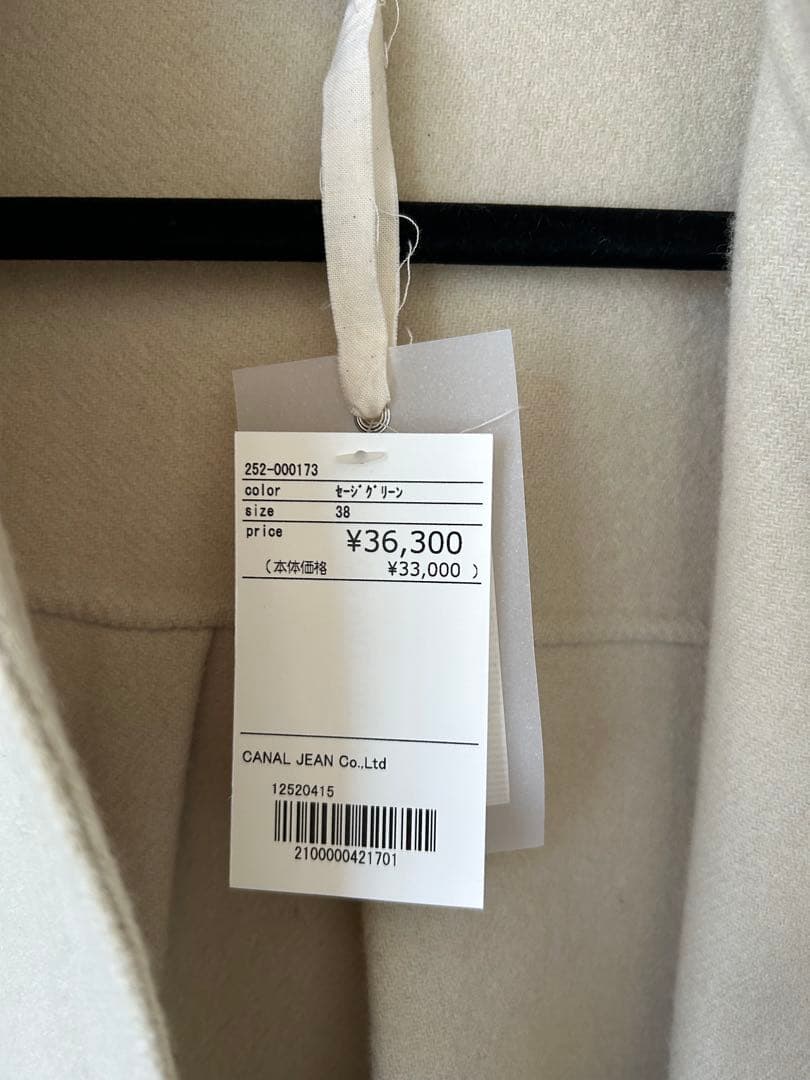 252-000173
color ｾｰｼﾞｸﾞﾘｰﾝ
size 38
price ¥36,300
(本体価格 ¥33,000 )
CANAL JEAN Co.,Ltd
12520415
2100000421701